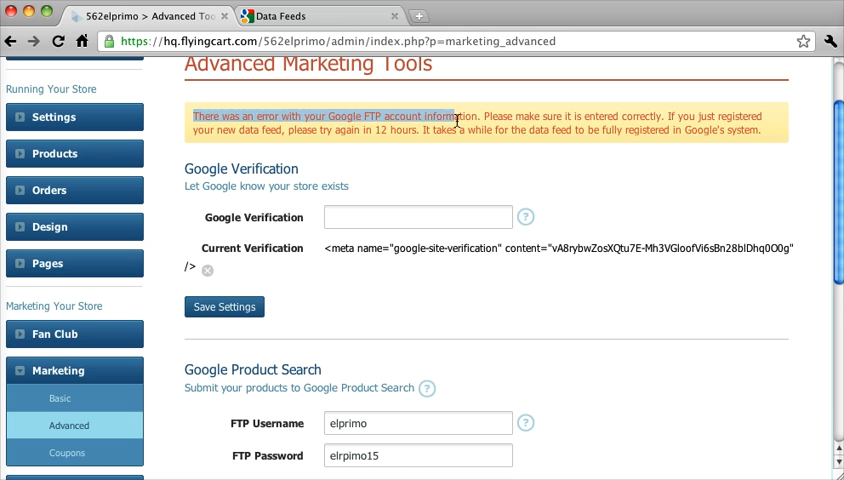 562elprimo > Advanced To
Data Feeds
https://hq.flyingcart.com/562elprimo/admin/index.php?p=marketing_advanced
Advanced Marketing Tools
Running Your Store
Settings
Products
Orders
Design
Pages
Marketing Your Store
Fan Club
Marketing
Basic
Advanced
Coupons
There was an error with your Google FTP account information. Please make sure it is entered correctly. If you just registered
your new data feed, please try again in 12 hours. It takes a while for the data feed to be fully registered in Google's system.
Google Verification
Let Google know your store exists
Google Verification ?
Current Verification <meta name="google-site-verification" content="vA8rybwZosXQtu7E-Mh3VGloofVi6sBn28bIDhq0O0g"
/>
Save Settings
Google Product Search
Submit your products to Google Product Search ?
FTP Username elprimo ?
FTP Password elrpimo15